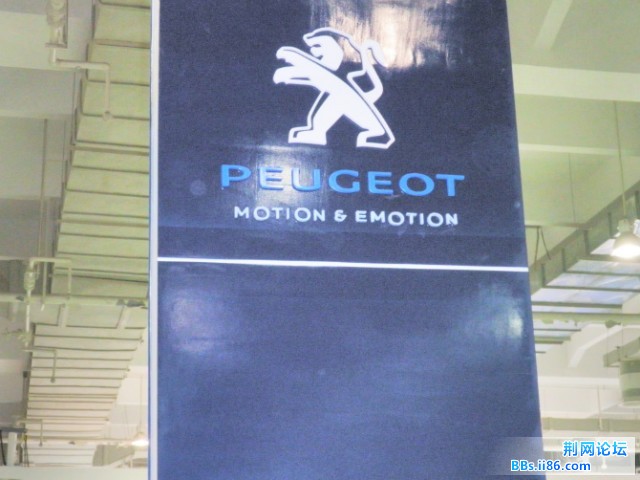 PEUGEOT
MOTION & EMOTION
荆网论坛
BBs.ii86.com